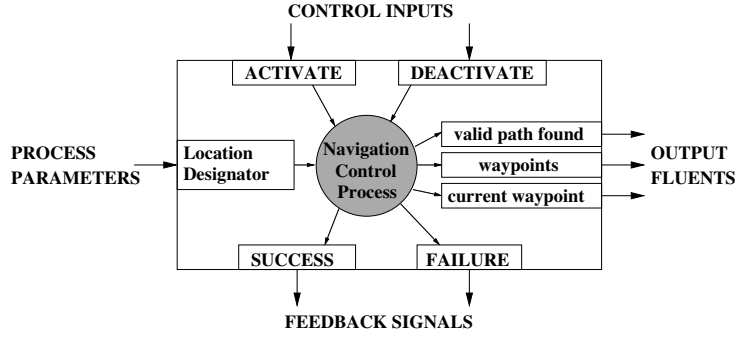 CONTROL INPUTS
ACTIVATE
DEACTIVATE
PROCESS
PARAMETERS
Location
Designator
Navigation
Control
Process
valid path found
waypoints
current waypoint
OUTPUT
FLUENTS
SUCCESS
FAILURE
FEEDBACK SIGNALS